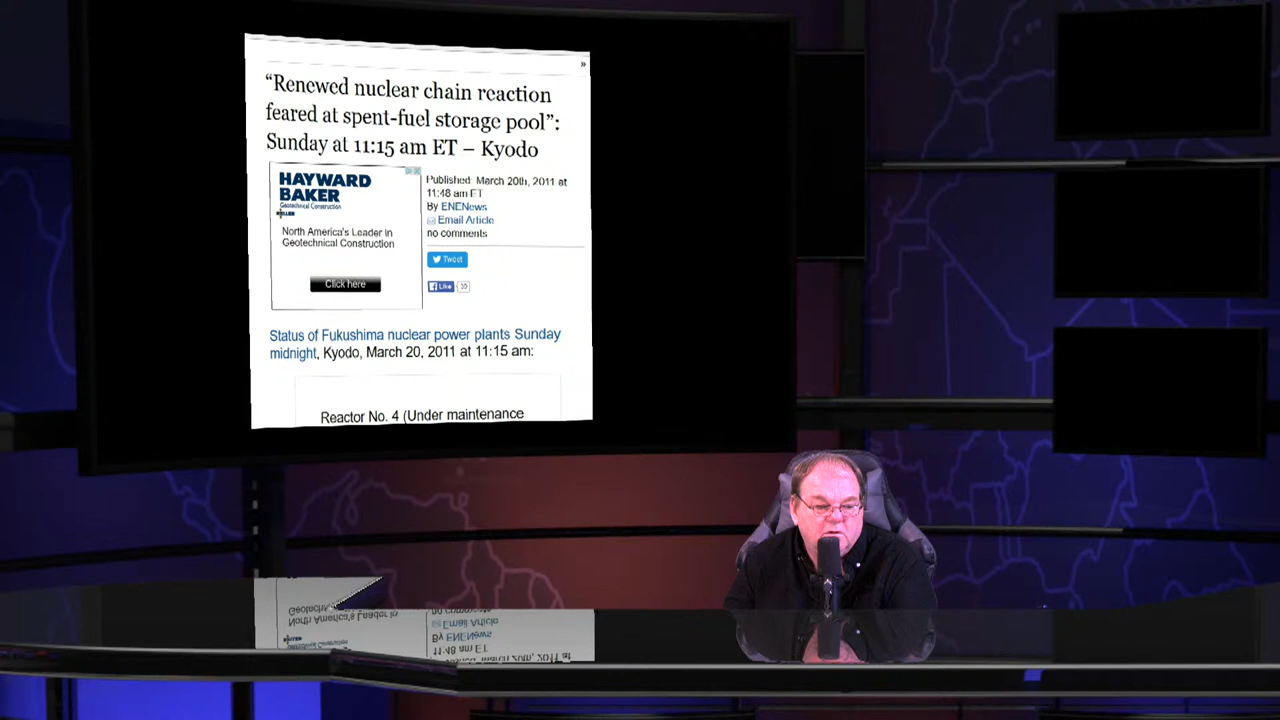 »
“Renewed nuclear chain reaction
feared at spent-fuel storage pool”:
Sunday at 11:15 am ET – Kyodo
HAYWARD
BAKER
Geotechnical Construction
KELLER
North America's Leader in
Geotechnical Construction
Click here
Published: March 20th, 2011 at
11:48 am ET
By ENENews
Email Article
no comments
Tweet
Like
Status of Fukushima nuclear power plants Sunday
midnight, Kyodo, March 20, 2011 at 11:15 am:
Reactor No. 4 (Under maintenance